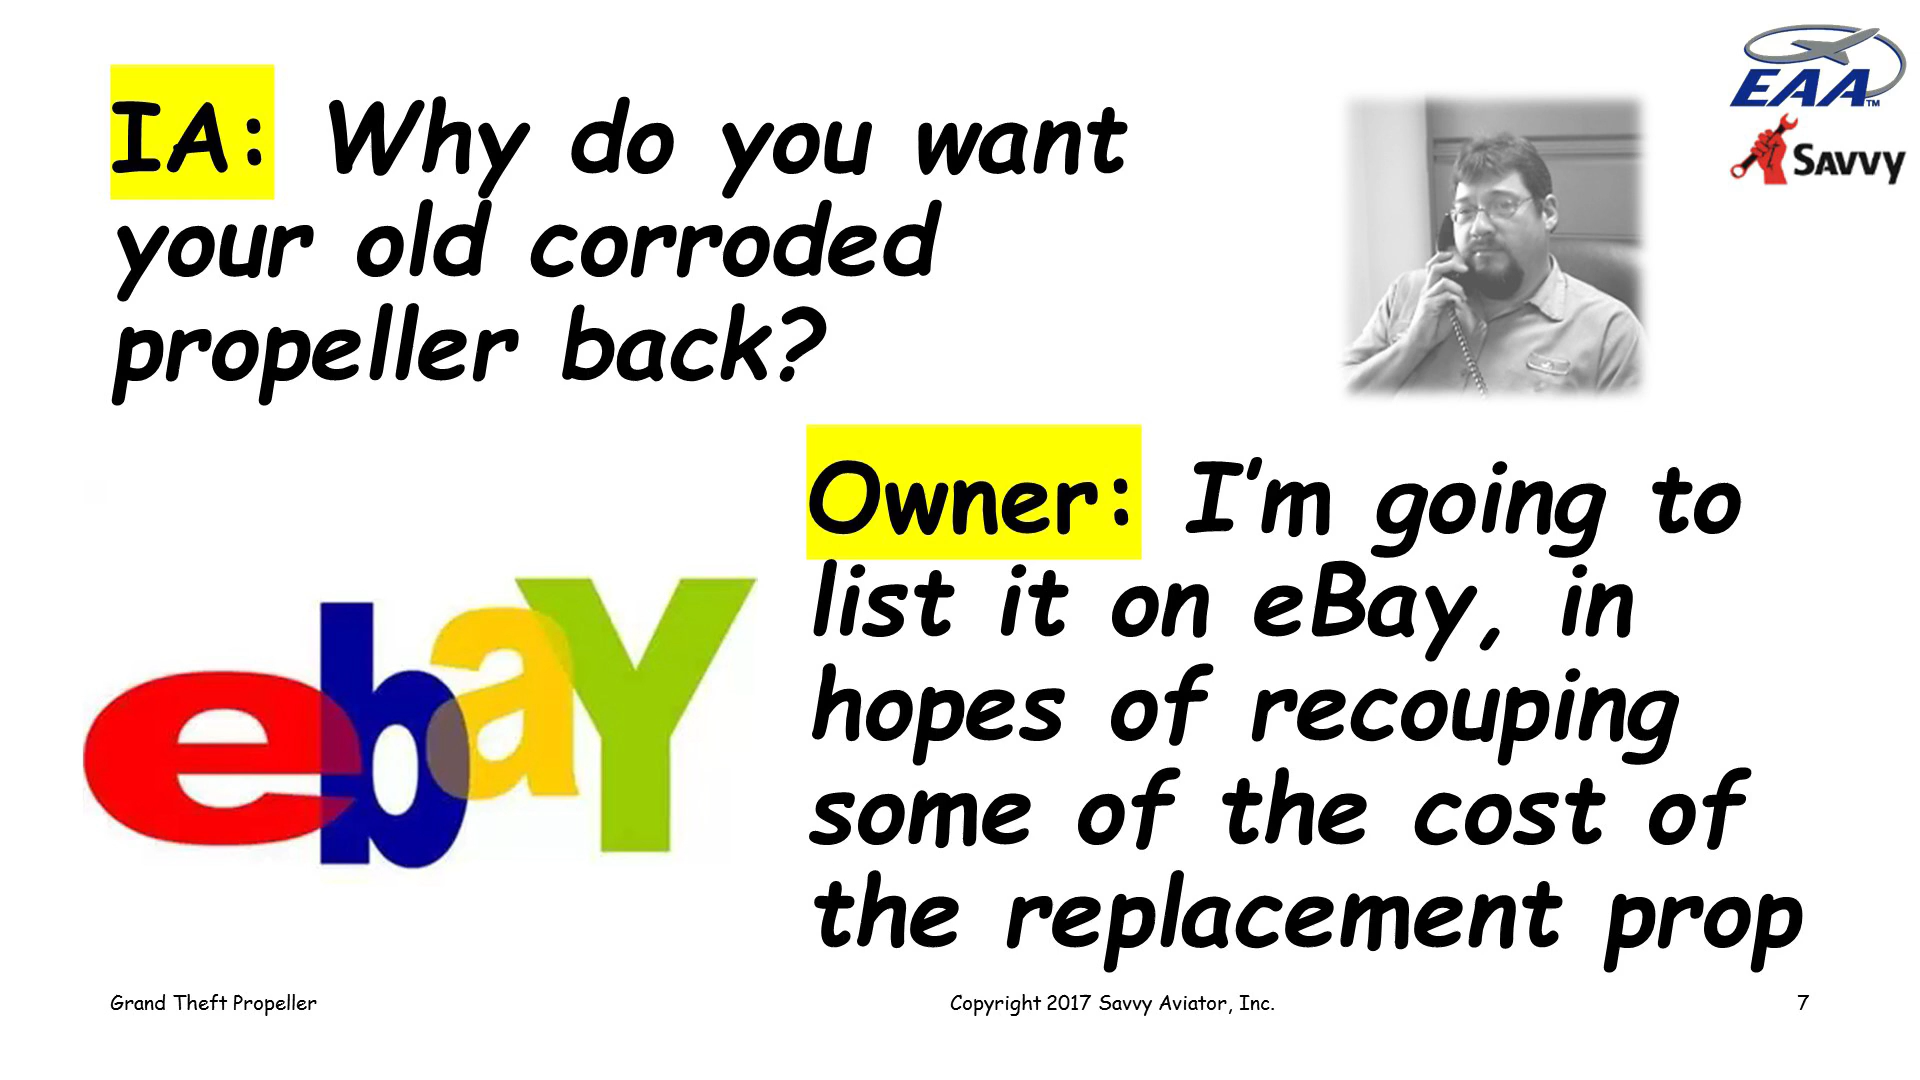 EAA™
SAVVY
IA: Why do you want
your old corroded
propeller back?
Owner: I’m going to
list it on eBay, in
hopes of recouping
some of the cost of
the replacement prop
ebaY
Grand Theft Propeller
Copyright 2017 Savvy Aviator, Inc.
7